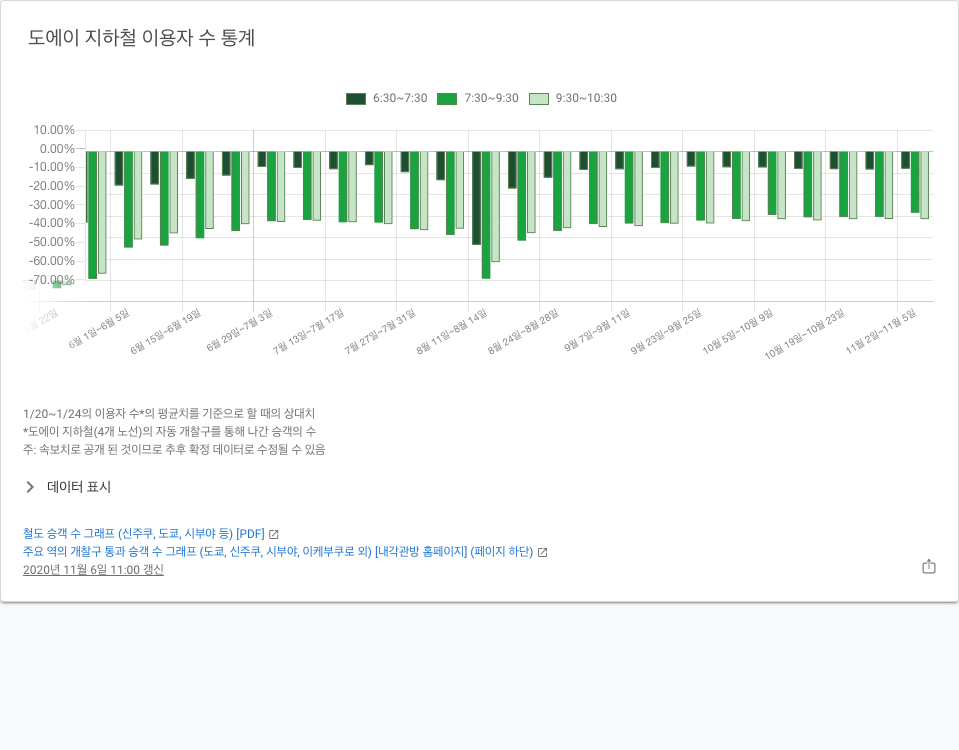 도에이 지하철 이용자 수 통계
6:30~7:30 7:30~9:30 9:30~10:30
10.00%
0.00%
-10.00%
-20.00%
-30.00%
-40.00%
-50.00%
-60.00%
-70.00%
22일
6월 1일~6월 5일
6월 15일~6월 19일
6월 29일~7월 3일
7월 13일~7월 17일
7월 27일~7월 31일
8월 11일~8월 14일
8월 24일~8월 28일
9월 7일~9월 11일
9월 23일~9월 25일
10월 5일~10월 9일
10월 19일~10월 23일
11월 2일~11월 5일
1/20~1/24의 이용자 수*의 평균치를 기준으로 할 때의 상대치
*도에이 지하철(4개 노선)의 자동 개찰구를 통해 나간 승객의 수
주: 속보치로 공개 된 것이므로 추후 확정 데이터로 수정될 수 있음
데이터 표시
철도 승객 수 그래프 (신주쿠, 도쿄, 시부야 등) [PDF]
주요 역의 개찰구 통과 승객 수 그래프 (도쿄, 신주쿠, 시부야, 이케부쿠로 외) [내각관방 홈페이지] (페이지 하단)
2020년 11월 6일 11:00 갱신